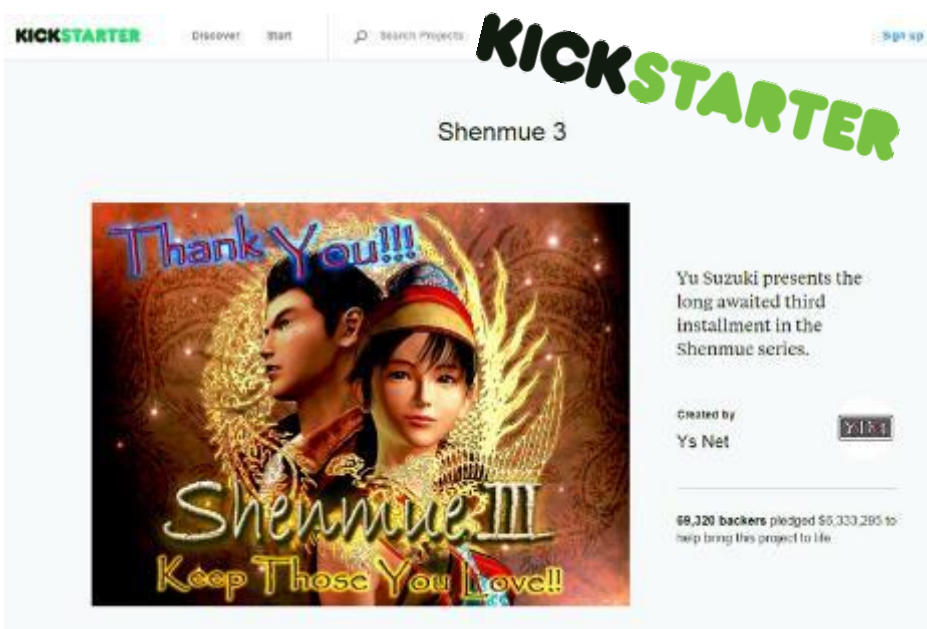 KICKSTARTER Discover Start Search Projects Sign up
KICKSTARTER
Shenmue 3
Thank You!!!
Yu Suzuki presents the
long awaited third
installment in the
Shenmue series.
Created by
Ys Net
Shenmue III
Keep Those You Love!!
69,320 backers pledged $6,333,295 to
help bring this project to life